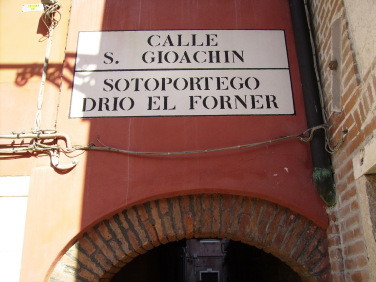 CALLE
S. GIOACHIN
SOTOPORTEGO
DRIO EL FORNER